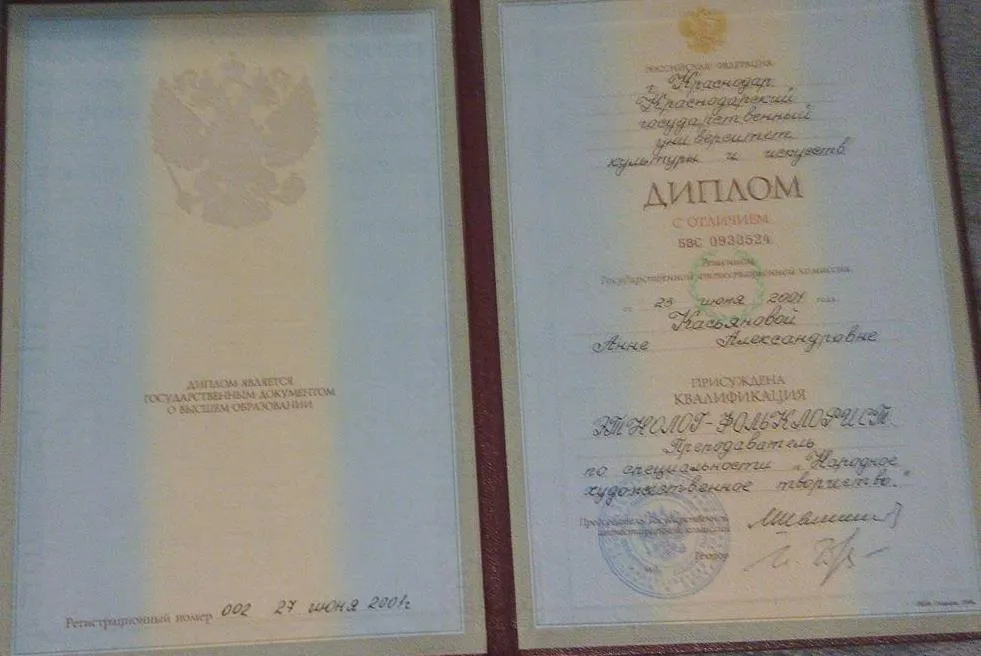 ДИПЛОМ ЯВЛЯЕТСЯ
ГОСУДАРСТВЕННЫМ ДОКУМЕНТОМ
О ВЫСШЕМ ОБРАЗОВАНИИ
Регистрационный номер 002 27 июня 2001г
РОССИЙСКАЯ ФЕДЕРАЦИЯ
г. Краснодар
Краснодарский
государственный
университет
культуры и искусств
ДИПЛОМ
С ОТЛИЧИЕМ
БВС 0933524
Решением
Государственной аттестационной комиссии
от 23 июня 2001 года
Касьяновой
Анне Александровне
ПРИСУЖДЕНА
КВАЛИФИКАЦИЯ
ЭТНОЛОГ-ФОЛЬКЛОРИСТ.
Преподаватель
по специальности „Народное
художественное творчество."
Председатель Государственной
аттестационной комиссии
Ректор